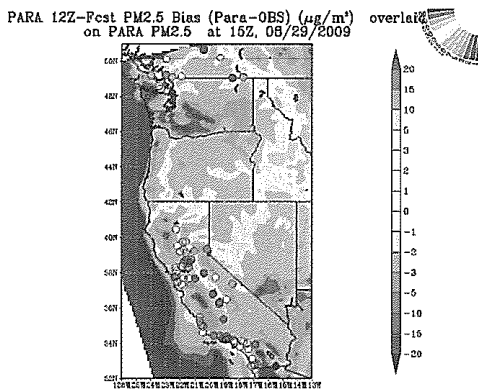 PARA 12Z-Fcst PM2.5 Bias (Para-OBS) (μg/m³) overlaid
on PARA PM2.5 at 15Z, 06/29/2009
20
15
10
5
3
2
1
0
-1
-2
-3
-5
-10
-15
-20
48N
46N
44N
42N
40N
38N
36N
34N